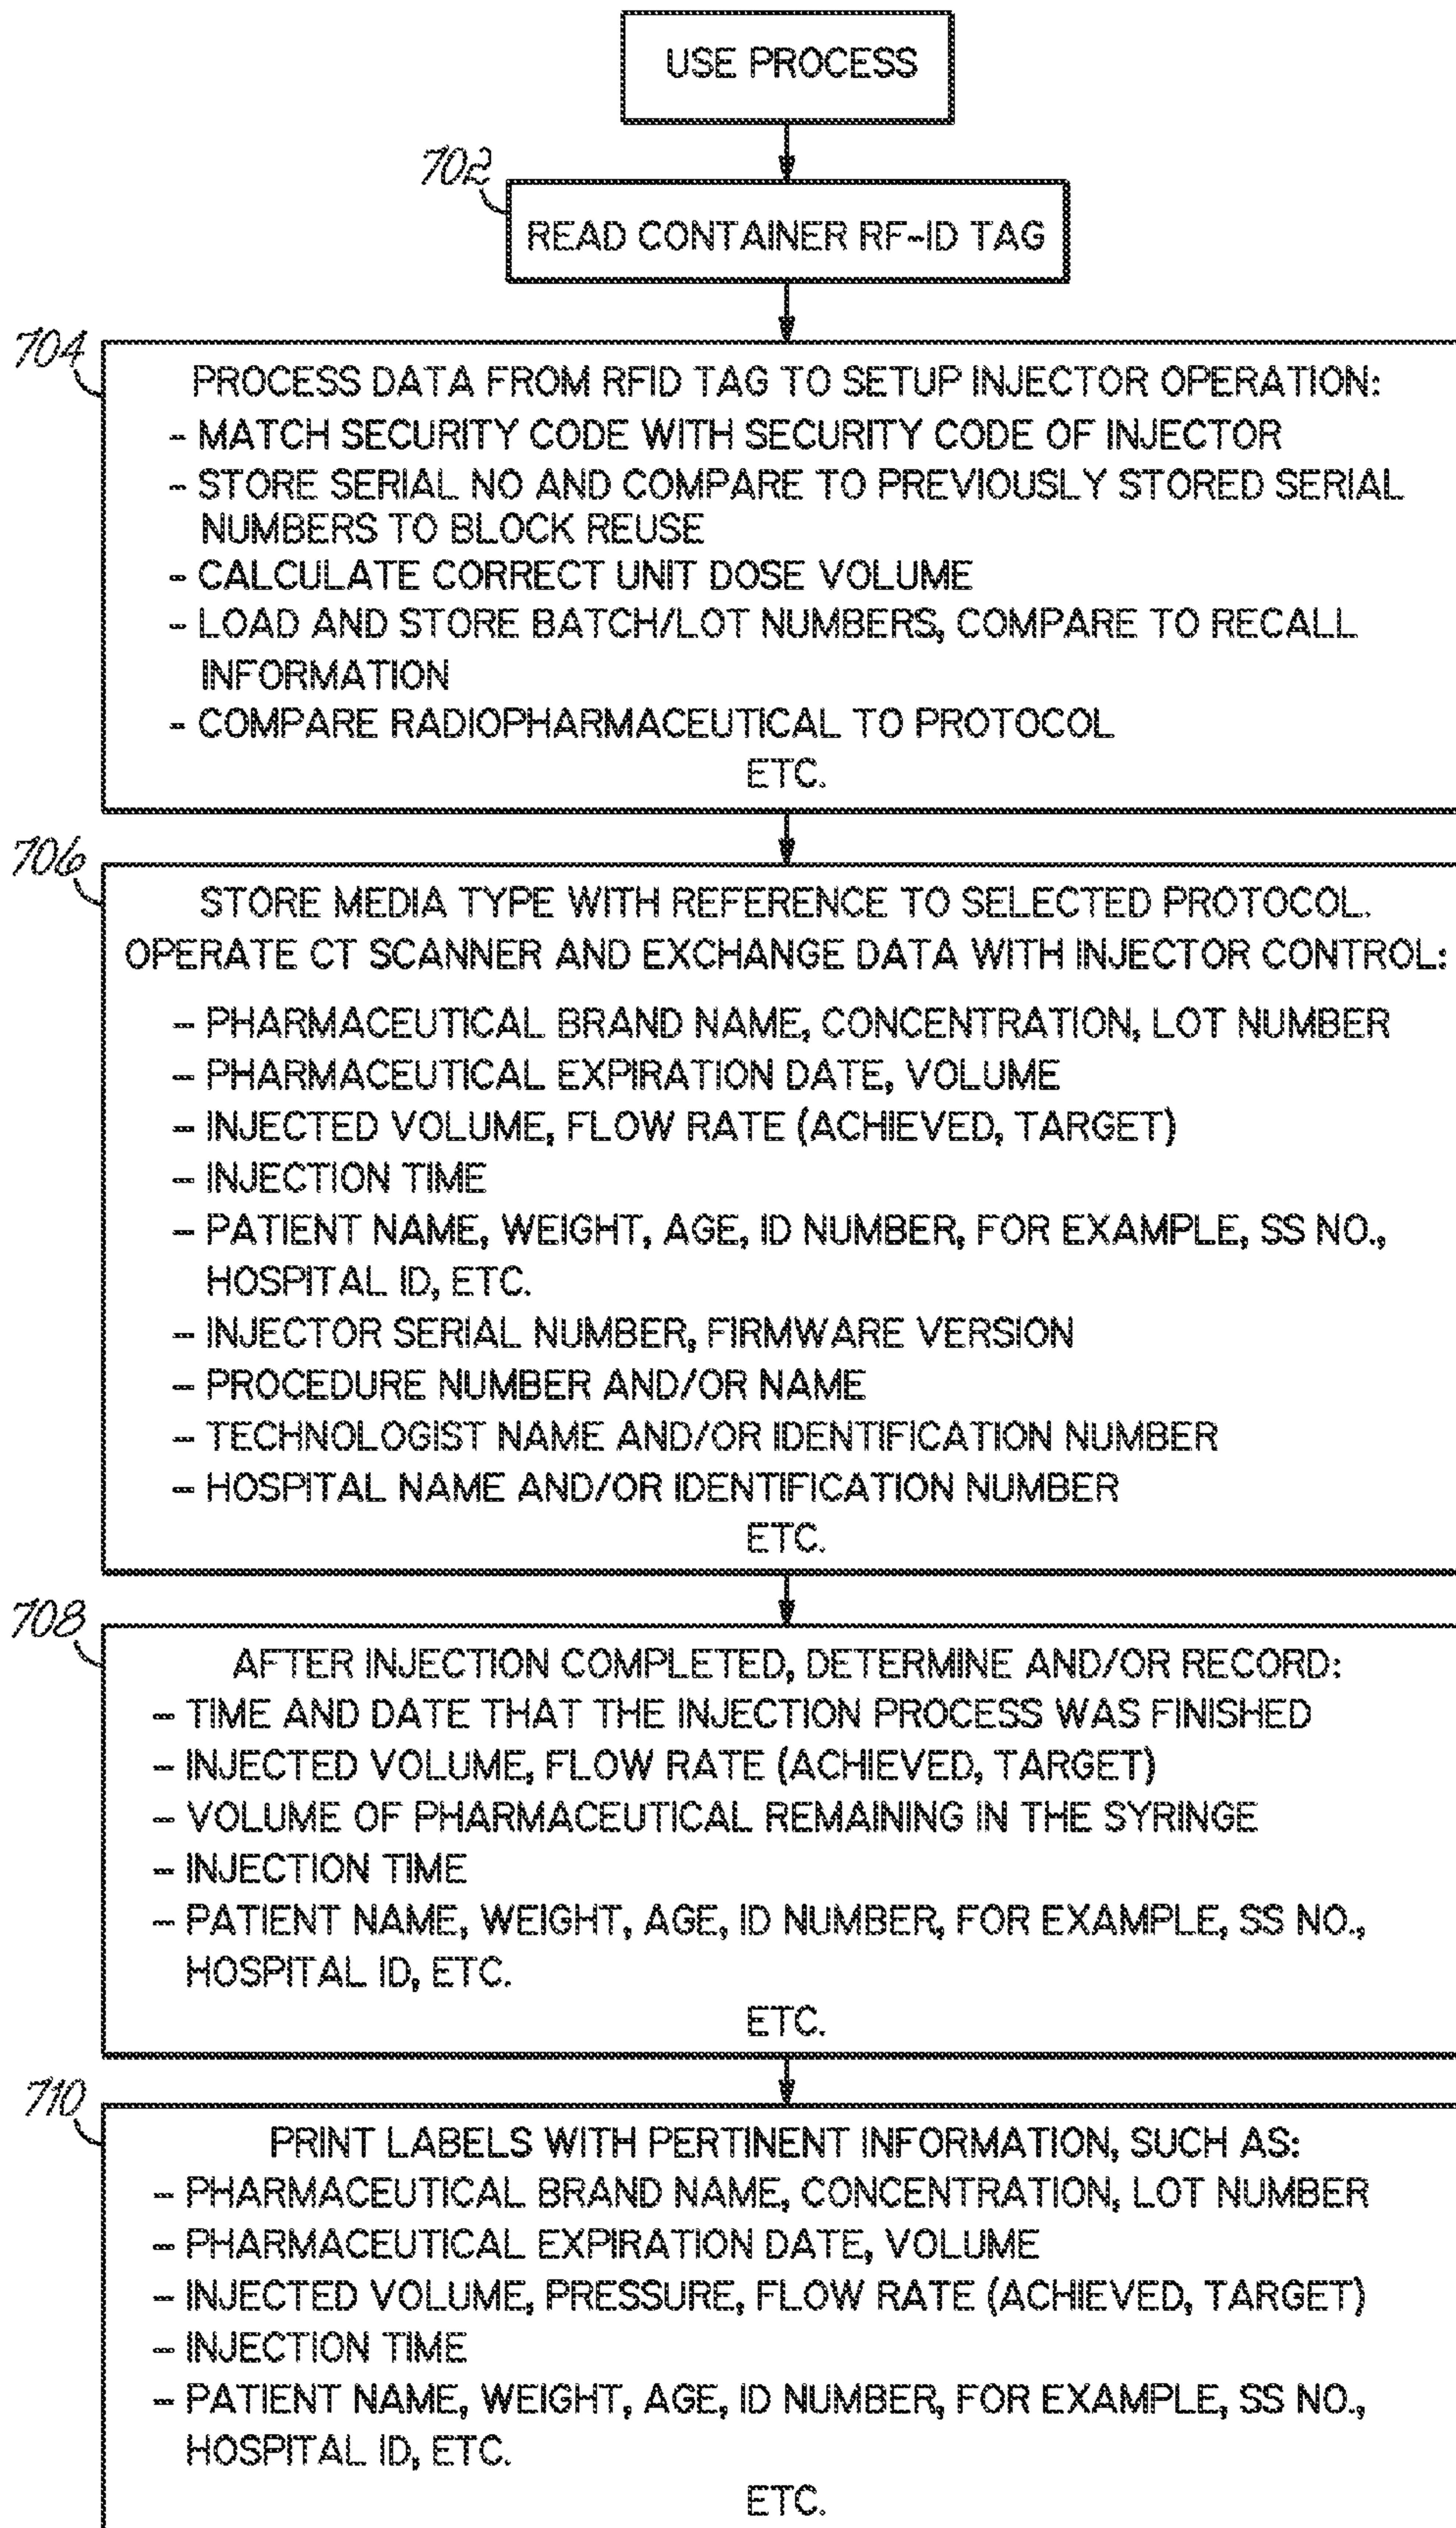 USE PROCESS
702
READ CONTAINER RF-ID TAG
704
PROCESS DATA FROM RFID TAG TO SETUP INJECTOR OPERATION:
- MATCH SECURITY CODE WITH SECURITY CODE OF INJECTOR
- STORE SERIAL NO AND COMPARE TO PREVIOUSLY STORED SERIAL
NUMBERS TO BLOCK REUSE
- CALCULATE CORRECT UNIT DOSE VOLUME
- LOAD AND STORE BATCH/LOT NUMBERS, COMPARE TO RECALL
INFORMATION
- COMPARE RADIOPHARMACEUTICAL TO PROTOCOL
ETC.
706
STORE MEDIA TYPE WITH REFERENCE TO SELECTED PROTOCOL.
OPERATE CT SCANNER AND EXCHANGE DATA WITH INJECTOR CONTROL:
- PHARMACEUTICAL BRAND NAME, CONCENTRATION, LOT NUMBER
- PHARMACEUTICAL EXPIRATION DATE, VOLUME
- INJECTED VOLUME, FLOW RATE (ACHIEVED, TARGET)
- INJECTION TIME
- PATIENT NAME, WEIGHT, AGE, ID NUMBER, FOR EXAMPLE, SS NO.,
HOSPITAL ID, ETC.
- INJECTOR SERIAL NUMBER, FIRMWARE VERSION
- PROCEDURE NUMBER AND/OR NAME
- TECHNOLOGIST NAME AND/OR IDENTIFICATION NUMBER
- HOSPITAL NAME AND/OR IDENTIFICATION NUMBER
ETC.
708
AFTER INJECTION COMPLETED, DETERMINE AND/OR RECORD:
- TIME AND DATE THAT THE INJECTION PROCESS WAS FINISHED
- INJECTED VOLUME, FLOW RATE (ACHIEVED, TARGET)
- VOLUME OF PHARMACEUTICAL REMAINING IN THE SYRINGE
- INJECTION TIME
- PATIENT NAME, WEIGHT, AGE, ID NUMBER, FOR EXAMPLE, SS NO.,
HOSPITAL ID, ETC.
ETC.
710
PRINT LABELS WITH PERTINENT INFORMATION, SUCH AS:
- PHARMACEUTICAL BRAND NAME, CONCENTRATION, LOT NUMBER
- PHARMACEUTICAL EXPIRATION DATE, VOLUME
- INJECTED VOLUME, PRESSURE, FLOW RATE (ACHIEVED, TARGET)
- INJECTION TIME
- PATIENT NAME, WEIGHT, AGE, ID NUMBER, FOR EXAMPLE, SS NO.,
HOSPITAL ID, ETC.
ETC.